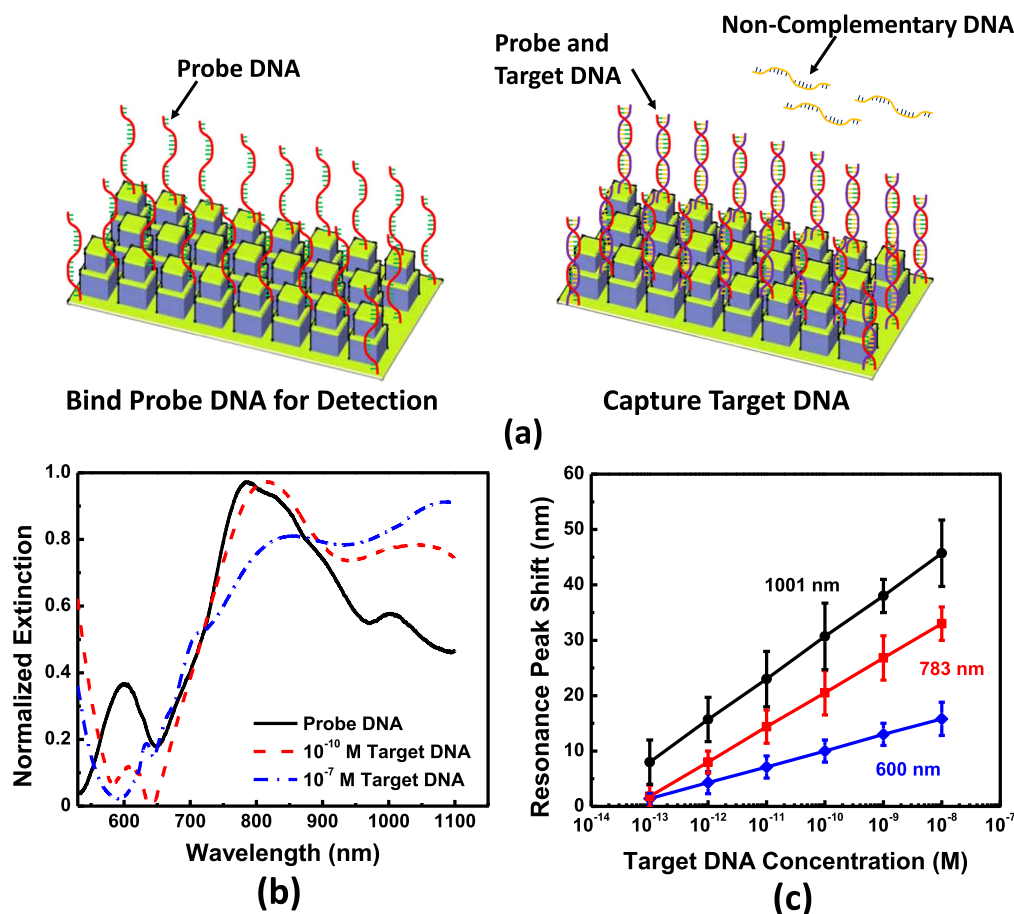 Non-Complementary DNA
Probe DNA
Probe and
Target DNA
Bind Probe DNA for Detection
Capture Target DNA
(a)
Normalized Extinction
1.0
0.8
0.6
0.4
0.2
0
600 700 800 900 1000 1100
Wavelength (nm)
Probe DNA
10⁻¹⁰ M Target DNA
10⁻⁷ M Target DNA
(b)
Resonance Peak Shift (nm)
60
50
40
30
20
10
0
10⁻¹⁴ 10⁻¹³ 10⁻¹² 10⁻¹¹ 10⁻¹⁰ 10⁻⁹ 10⁻⁸ 10⁻⁷
Target DNA Concentration (M)
1001 nm
783 nm
600 nm
(c)